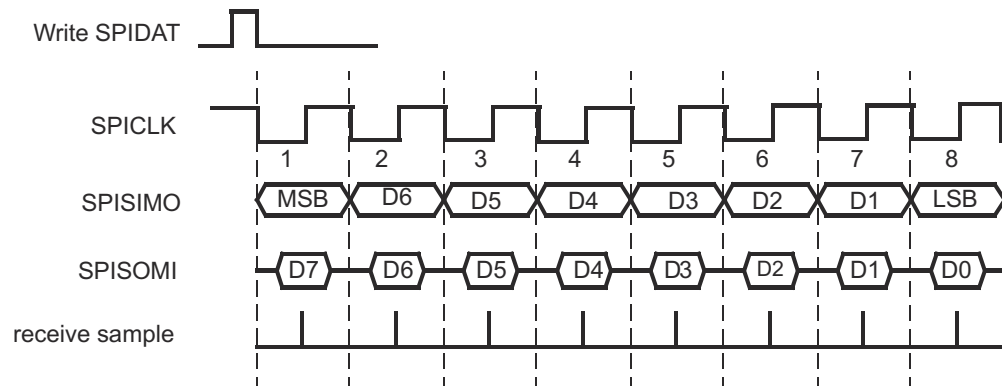 Write SPIDAT
SPICLK
1 2 3 4 5 6 7 8
SPISIMO MSB D6 D5 D4 D3 D2 D1 LSB
SPISOMI D7 D6 D5 D4 D3 D2 D1 D0
receive sample